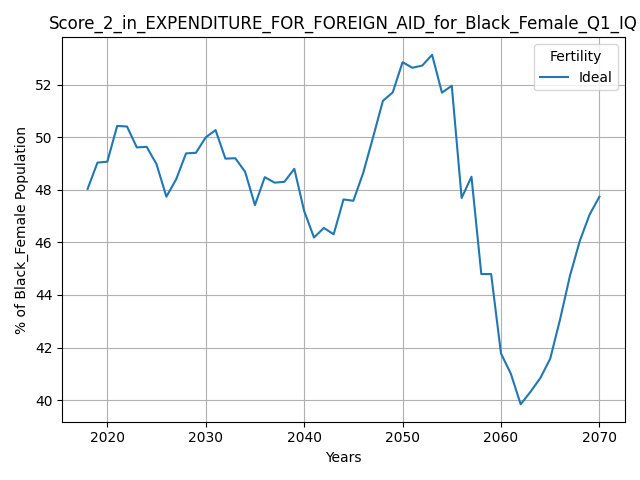 Score_2_in_EXPENDITURE_FOR_FOREIGN_AID_for_Black_Female_Q1_IQ
Fertility
Ideal
% of Black_Female Population
52
50
48
46
44
42
40
2020 2030 2040 2050 2060 2070
Years